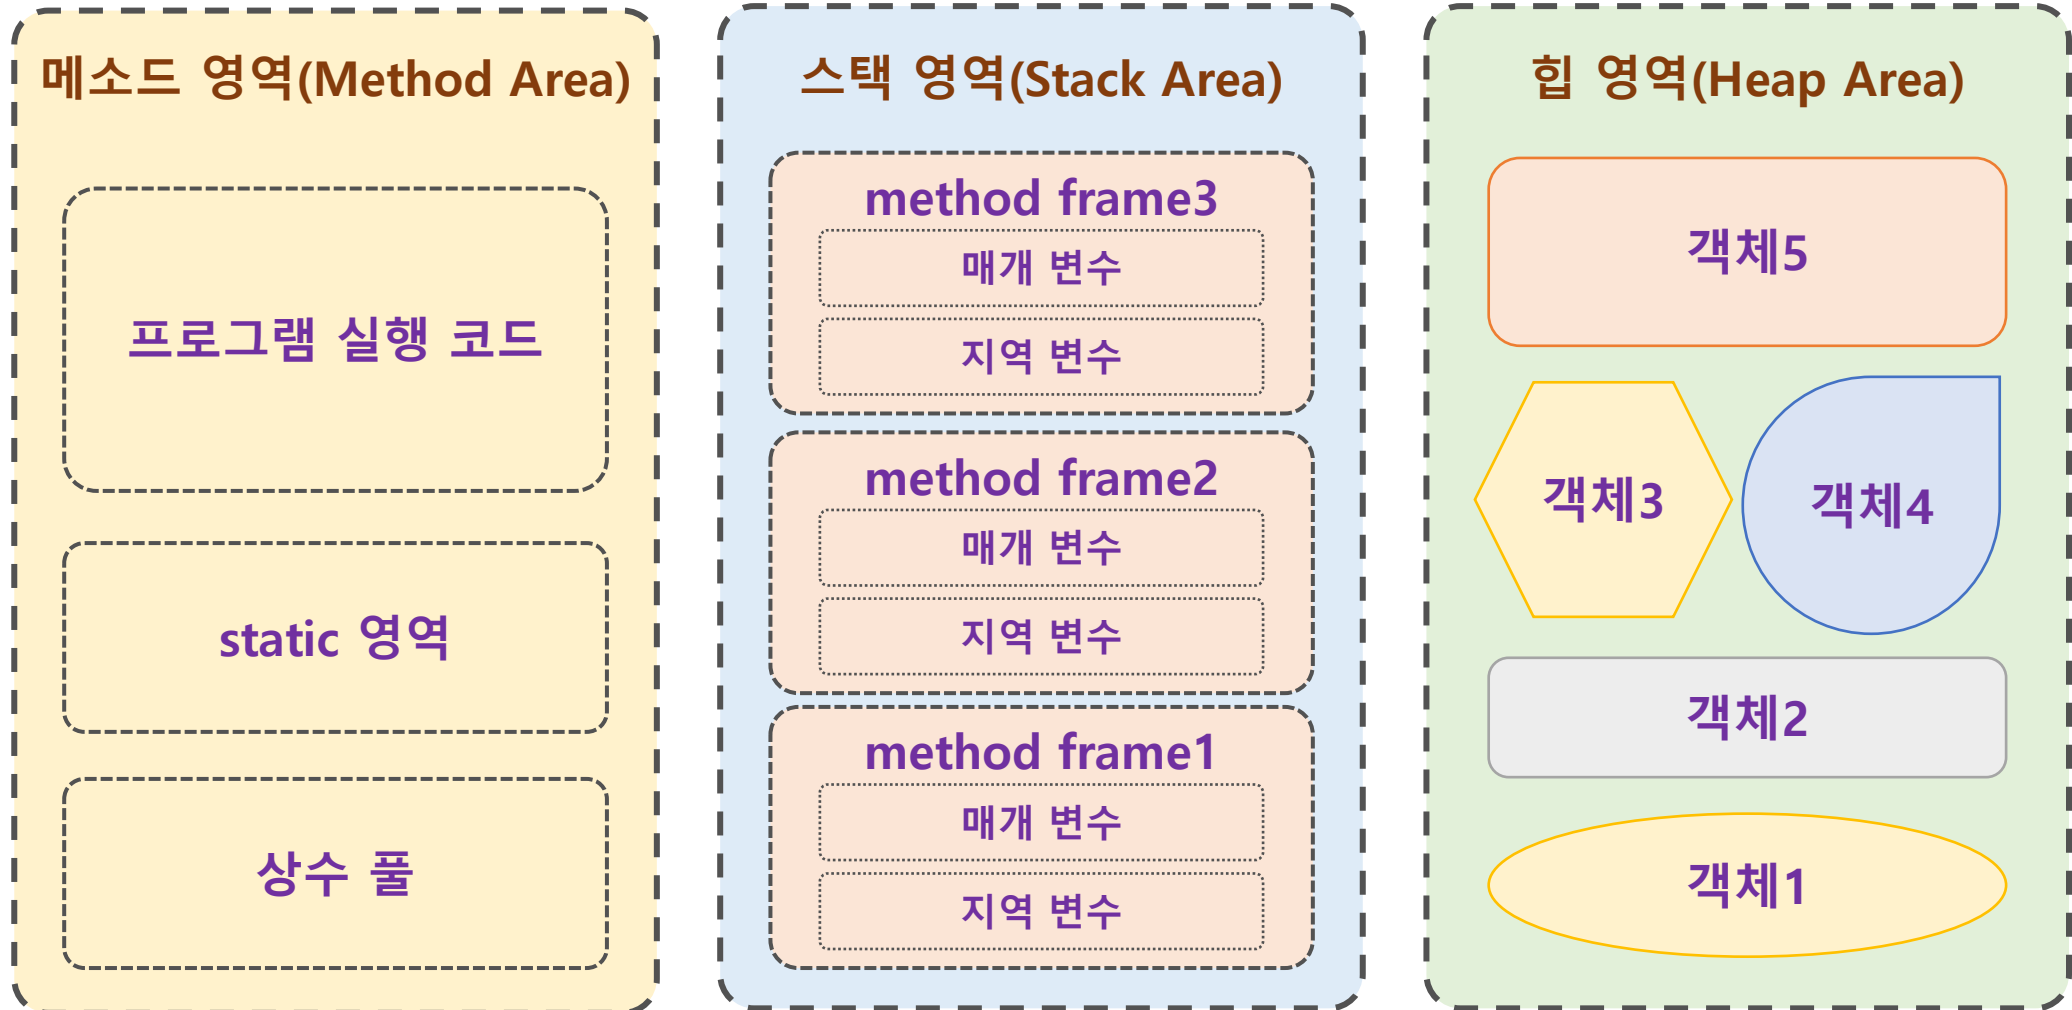 메소드 영역(Method Area)
프로그램 실행 코드
static 영역
상수 풀
스택 영역(Stack Area)
method frame3
매개 변수
지역 변수
method frame2
매개 변수
지역 변수
method frame1
매개 변수
지역 변수
힙 영역(Heap Area)
객체5
객체3
객체4
객체2
객체1